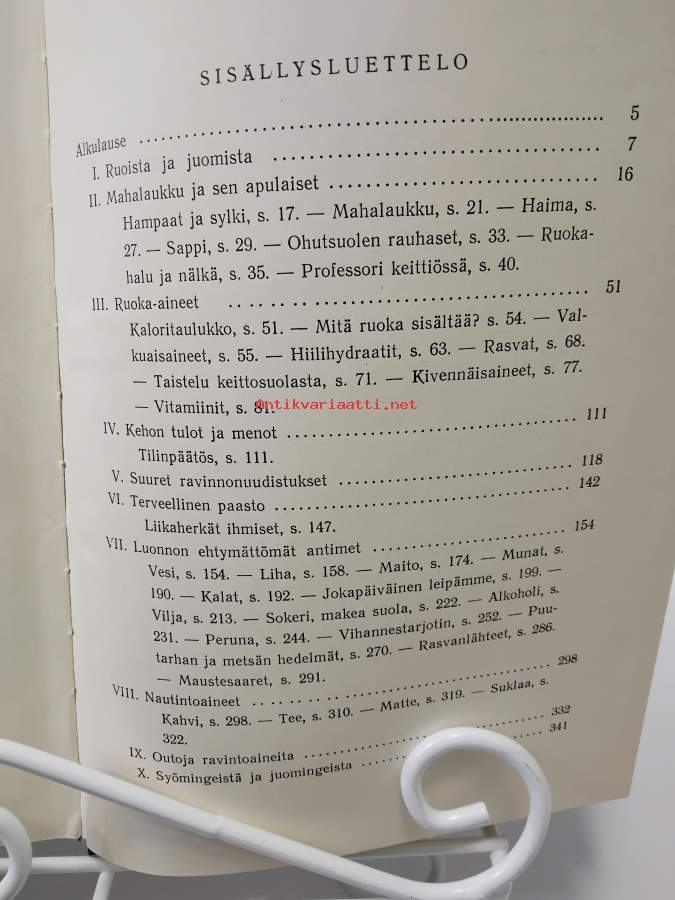 SISÄLLYSLUETTELO
Alkulause ........ 5
I. Ruoista ja juomista ........ 7
II. Mahalaukku ja sen apulaiset ........ 16
Hampaat ja sylki, s. 17. — Mahalaukku, s. 21. — Haima, s.
27. — Sappi, s. 29. — Ohutsuolen rauhaset, s. 33. — Ruoka-
halu ja nälkä, s. 35. — Professori keittiössä, s. 40.
III. Ruoka-aineet ........ 51
Kaloritaulukko, s. 51. — Mitä ruoka sisältää? s. 54. — Val-
kuaisaineet, s. 55. — Hiilihydraatit, s. 63. — Rasvat, s. 68.
— Taistelu keittosuolasta, s. 71. — Kivennäisaineet, s. 77.
— Vitamiinit, s. 81.
Antikvariaatti.net
IV. Kehon tulot ja menot ........ 111
Tilinpäätös, s. 111.
V. Suuret ravinnonuudistukset ........ 118
VI. Terveellinen paasto ........ 142
Liikaherkät ihmiset, s. 147.
VII. Luonnon ehtymättömät antimet ........ 154
Vesi, s. 154. — Liha, s. 158. — Maito, s. 174. — Munat, s.
190. — Kalat, s. 192. — Jokapäiväinen leipämme, s. 199. —
Vilja, s. 213. — Sokeri, makea suola, s. 222. — Alkoholi, s.
231. — Peruna, s. 244. — Vihannestarjotin, s. 252. — Puu-
tarhan ja metsän hedelmät, s. 270. — Rasvanlähteet, s. 286.
— Maustesaaret, s. 291.
VIII. Nautintoaineet ........ 298
Kahvi, s. 298. — Tee, s. 310. — Matte, s. 319. — Suklaa, s.
322.
IX. Outoja ravintoaineita ........ 332
X. Syömingeistä ja juomingeista ........ 341